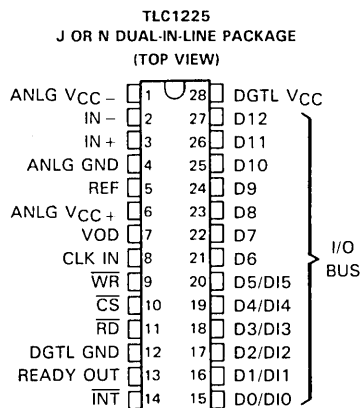 TLC1225
J OR N DUAL-IN-LINE PACKAGE
(TOP VIEW)
ANLG VCC − 1 28 DGTL VCC
IN − 2 27 D12
IN + 3 26 D11
ANLG GND 4 25 D10
REF 5 24 D9
ANLG VCC + 6 23 D8
VOD 7 22 D7
CLK IN 8 21 D6
WR 9 20 D5/DI5
CS 10 19 D4/DI4
RD 11 18 D3/DI3
DGTL GND 12 17 D2/DI2
READY OUT 13 16 D1/DI1
INT 14 15 D0/DI0
I/O
BUS